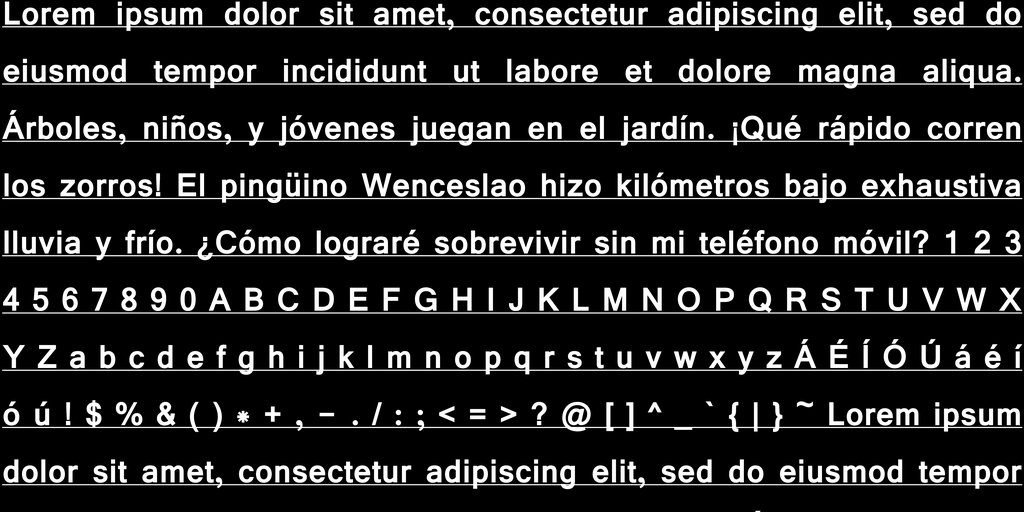 Lorem ipsum dolor sit amet, consectetur adipiscing elit, sed do
eiusmod tempor incididunt ut labore et dolore magna aliqua.
Árboles, niños, y jóvenes juegan en el jardín. ¡Qué rápido corren
los zorros! El pingüino Wenceslao hizo kilómetros bajo exhaustiva
lluvia y frío. ¿Cómo lograré sobrevivir sin mi teléfono móvil? 1 2 3
4 5 6 7 8 9 0 A B C D E F G H I J K L M N O P Q R S T U V W X
Y Z a b c d e f g h i j k l m n o p q r s t u v w x y z Á É Í Ó Ú á é í
ó ú ! $ % & ( ) * + , - . / : ; < = > ? @ [ ] ^ _ ` { | } ~ Lorem ipsum
dolor sit amet, consectetur adipiscing elit, sed do eiusmod tempor